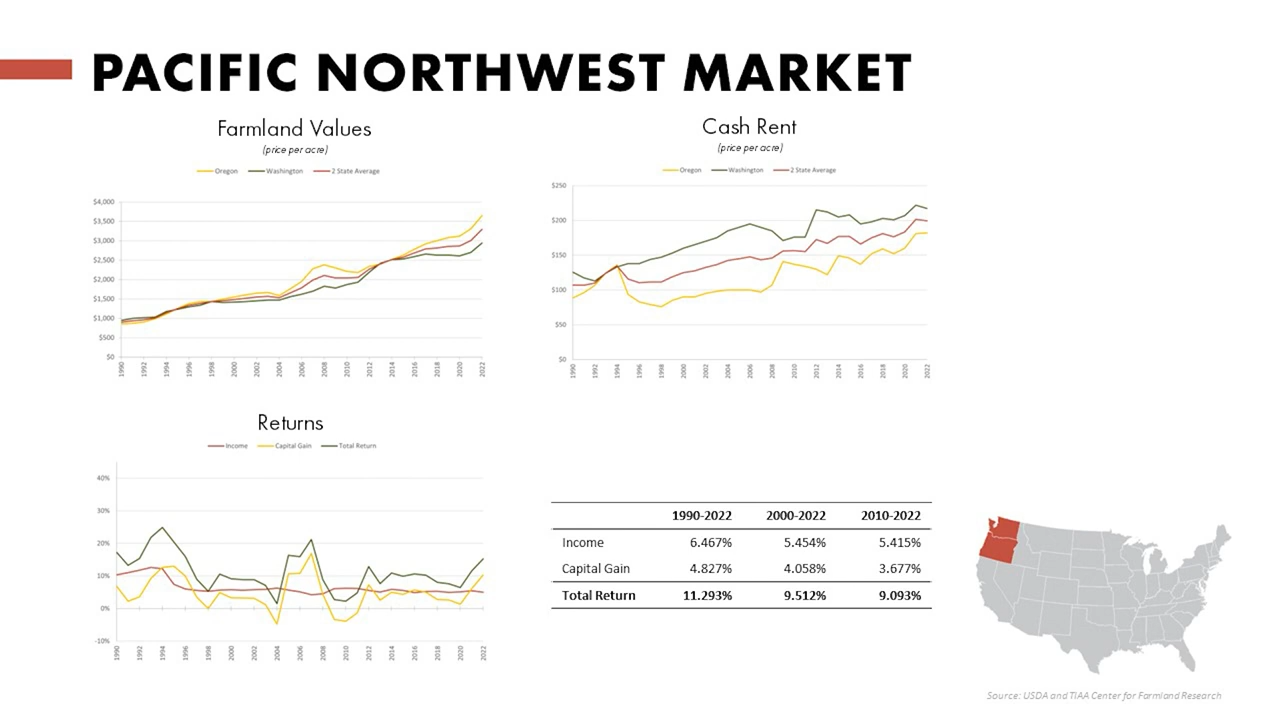 PACIFIC NORTHWEST MARKET
Farmland Values
(price per acre)
Oregon Washington 2 State Average
$4,000
$3,500
$3,000
$2,500
$2,000
$1,500
$1,000
$500
$0
1990 1992 1994 1996 1998 2000 2002 2004 2006 2008 2010 2012 2014 2016 2018 2020 2022
Cash Rent
(price per acre)
Oregon Washington 2 State Average
$250
$200
$150
$100
$50
$0
1990 1992 1994 1996 1998 2000 2002 2004 2006 2008 2010 2012 2014 2016 2018 2020 2022
Returns
Income Capital Gain Total Return
40%
30%
20%
10%
0%
-10%
1990 1992 1994 1996 1998 2000 2002 2004 2006 2008 2010 2012 2014 2016 2018 2020 2022
1990-2022 2000-2022 2010-2022
Income 6.467% 5.454% 5.415%
Capital Gain 4.827% 4.058% 3.677%
Total Return 11.293% 9.512% 9.093%
Source: USDA and TIAA Center for Farmland Research